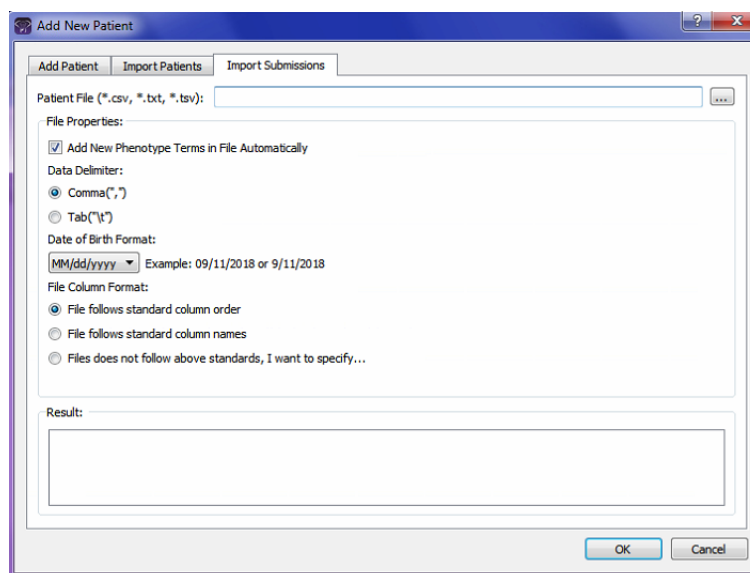 Add New Patient
Add Patient Import Patients Import Submissions
Patient File (*.csv, *.txt, *.tsv): ...
File Properties:
Add New Phenotype Terms in File Automatically
Data Delimiter:
Comma(",")
Tab("\t")
Date of Birth Format:
MM/dd/yyyy Example: 09/11/2018 or 9/11/2018
File Column Format:
File follows standard column order
File follows standard column names
Files does not follow above standards, I want to specify...
Result:
OK Cancel